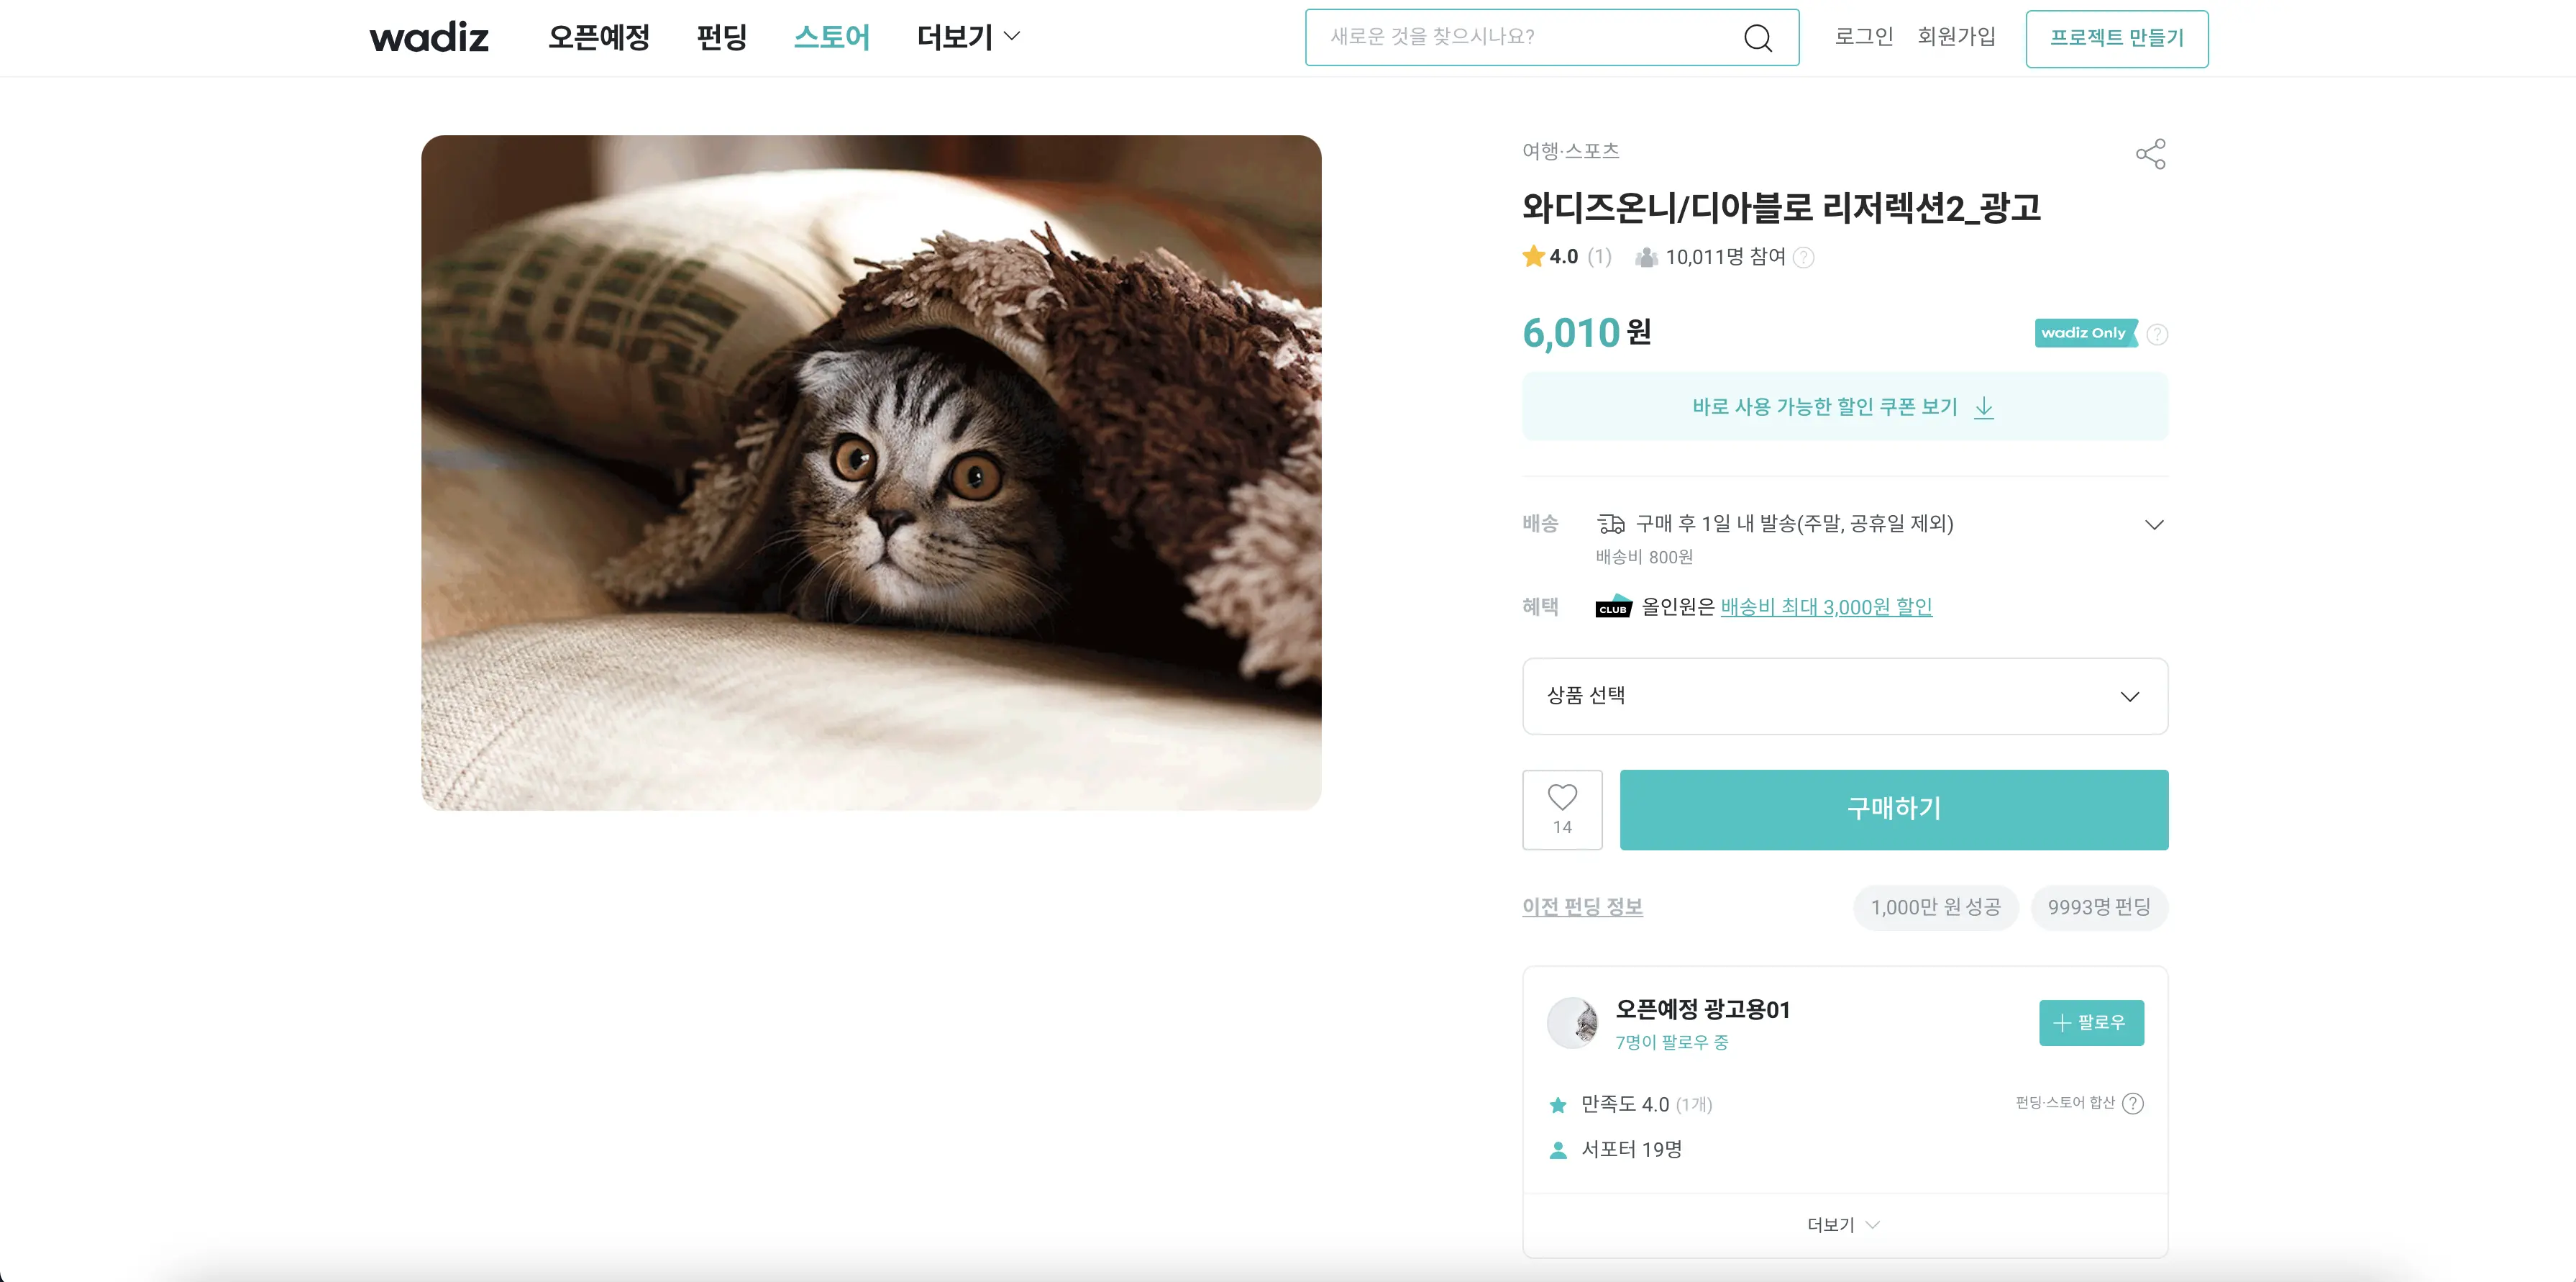 wadiz 오픈예정 펀딩 스토어 더보기 새로운 것을 찾으시나요? 로그인 회원가입 프로젝트 만들기
여행·스포츠
와디즈온니/디아블로 리저렉션2_광고
4.0 (1) 10,011명 참여 ?
6,010 원 wadiz Only ?
바로 사용 가능한 할인 쿠폰 보기
배송 구매 후 1일 내 발송(주말, 공휴일 제외)
배송비 800원
혜택 CLUB 올인원은 배송비 최대 3,000원 할인
상품 선택
구매하기
14
이전 펀딩 정보 1,000만 원 성공 9993명 펀딩
오픈예정 광고용01
7명이 팔로우 중
팔로우
만족도 4.0 (1개) 펀딩·스토어 합산 ?
서포터 19명
더보기